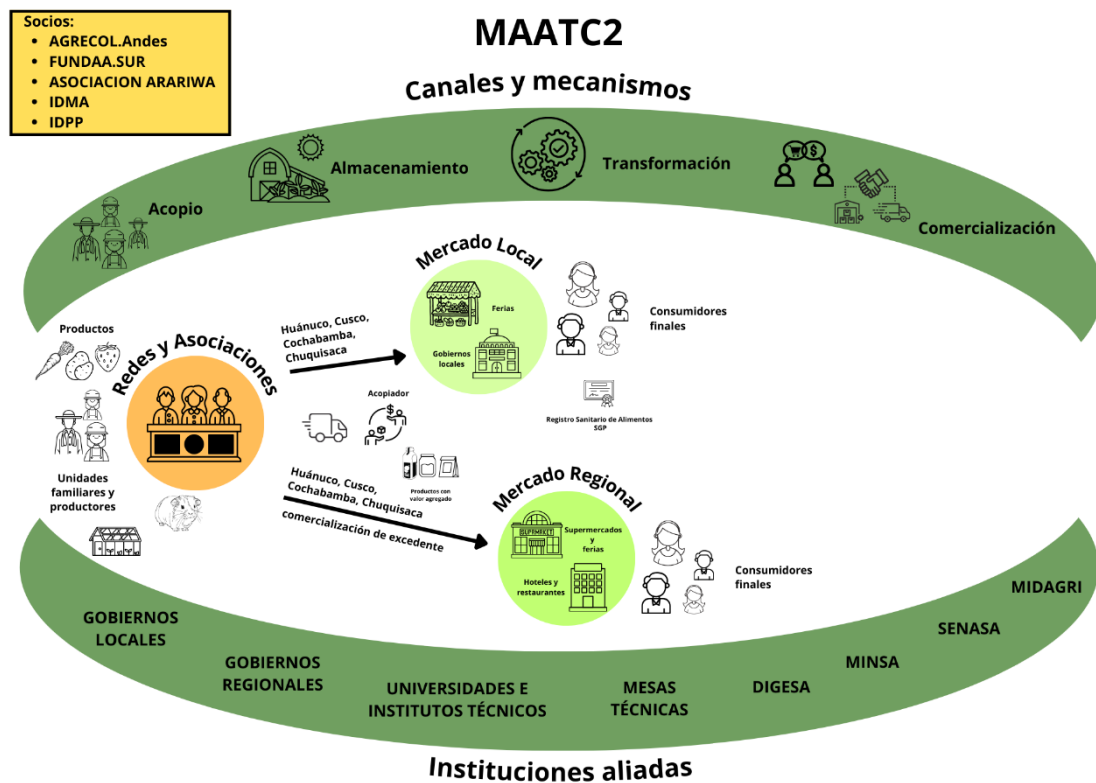 Socios:
• AGRECOL.Andes
• FUNDAA.SUR
• ASOCIACION ARARIWA
• IDMA
• IDPP
MAATC2
Canales y mecanismos
Acopio
Almacenamiento
Transformación
Comercialización
Productos
Unidades
familiares y
productores
Redes y Asociaciones
Huánuco, Cusco,
Cochabamba,
Chuquisaca
Acopiador
Productos con
valor agregado
Huánuco, Cusco,
Cochabamba, Chuquisaca
comercialización de excedente
Mercado Local
Ferias
Gobiernos
locales
Consumidores
finales
Registro Sanitario de Alimentos
SGP
Mercado Regional
SUPERMARKET
Supermercados
y
ferias
Hoteles y
restaurantes
Consumidores
finales
GOBIERNOS
LOCALES
GOBIERNOS
REGIONALES
UNIVERSIDADES E
INSTITUTOS TÉCNICOS
MESAS
TÉCNICAS
DIGESA
MINSA
SENASA
MIDAGRI
Instituciones aliadas